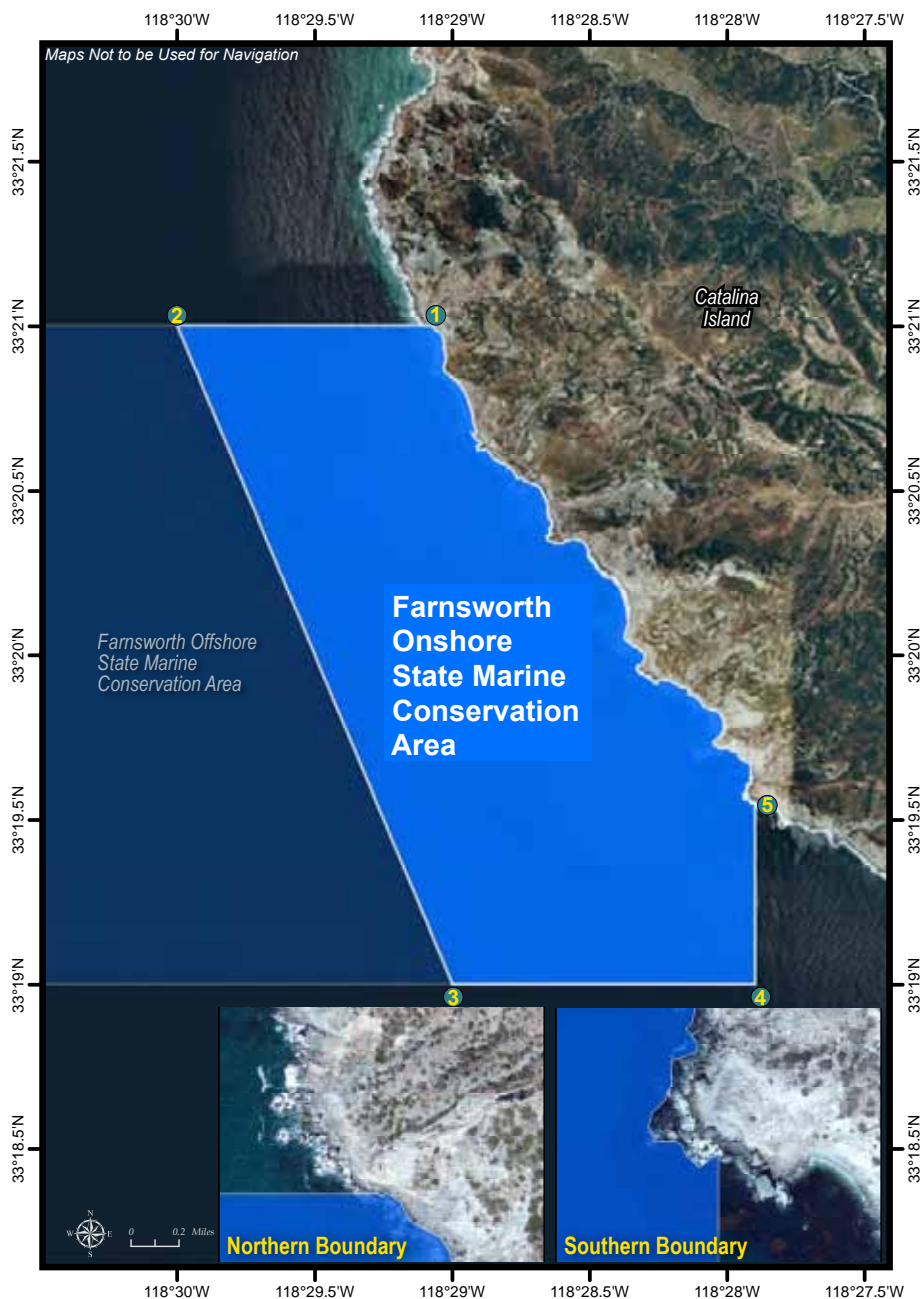 118°30'W
118°29.5'W
118°29'W
118°28.5'W
118°28'W
118°27.5'W
Maps Not to be Used for Navigation
33°21.5'N
33°21.5'N
Catalina
Island
2
1
33°21'N
33°21'N
33°20.5'N
33°20.5'N
Farnsworth
Onshore
State Marine
Conservation
Area
Farnsworth Offshore
State Marine
Conservation Area
33°20'N
33°20'N
5
33°19.5'N
33°19.5'N
33°19'N
33°19'N
3
4
33°18.5'N
33°18.5'N
N
W
E
S
0 0.2 Miles
Northern Boundary
Southern Boundary
118°30'W
118°29.5'W
118°29'W
118°28.5'W
118°28'W
118°27.5'W